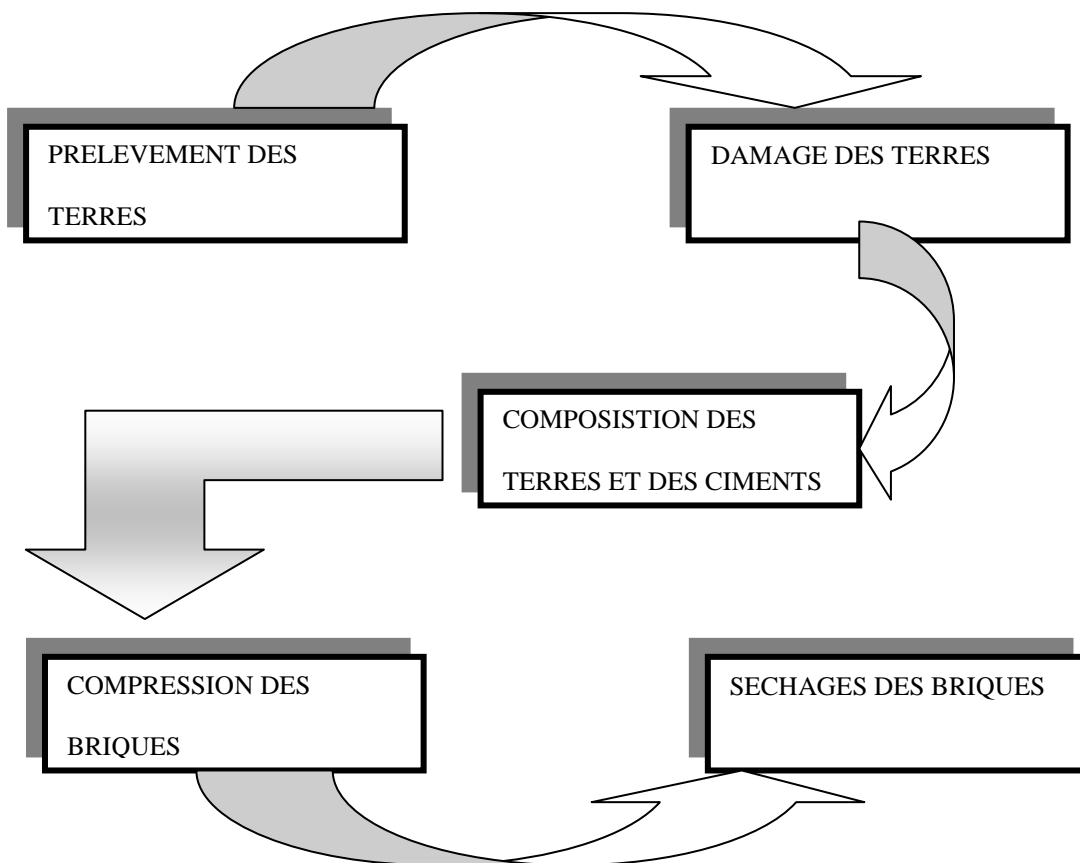 PRELEVEMENT DES
TERRES
DAMAGE DES TERRES
COMPOSISTION DES
TERRES ET DES CIMENTS
COMPRESSION DES
BRIQUES
SECHAGES DES BRIQUES